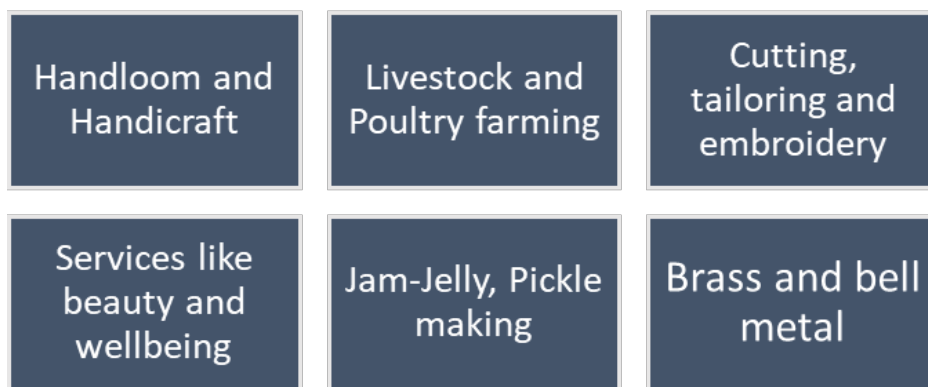 Handloom and
Handicraft
Livestock and
Poultry farming
Cutting,
tailoring and
embroidery
Services like
beauty and
wellbeing
Jam-Jelly, Pickle
making
Brass and bell
metal